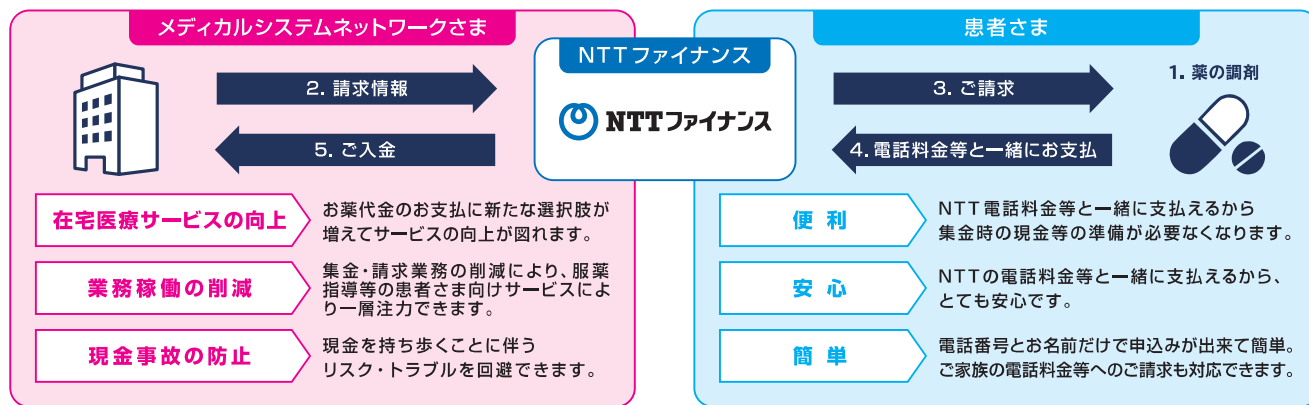 メディカルシステムネットワークさま
2. 請求情報
5. ご入金
在宅医療サービスの向上
お薬代金のお支払に新たな選択肢が
増えてサービスの向上が図れます。
業務稼働の削減
集金・請求業務の削減により、服薬
指導等の患者さま向けサービスによ
り一層注力できます。
現金事故の防止
現金を持ち歩くことに伴う
リスク・トラブルを回避できます。
NTTファイナンス
NTTファイナンス
患者さま
3. ご請求
1. 薬の調剤
4. 電話料金等と一緒にお支払
便利
NTT電話料金等と一緒に支払えるから
集金時の現金等の準備が必要なくなります。
安心
NTTの電話料金等と一緒に支払えるから、
とても安心です。
簡単
電話番号とお名前だけで申込みが出来て簡単。
ご家族の電話料金等へのご請求も対応できます。